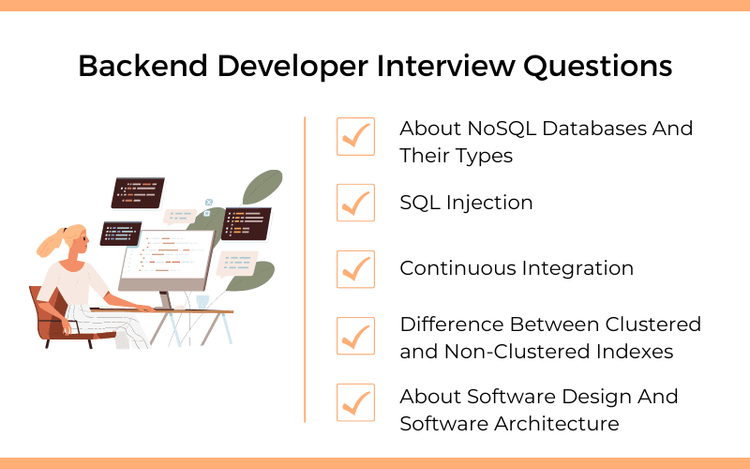 Backend Developer Interview Questions
About NoSQL Databases And
Their Types
SQL Injection
Continuous Integration
Difference Between Clustered
and Non-Clustered Indexes
About Software Design And
Software Architecture